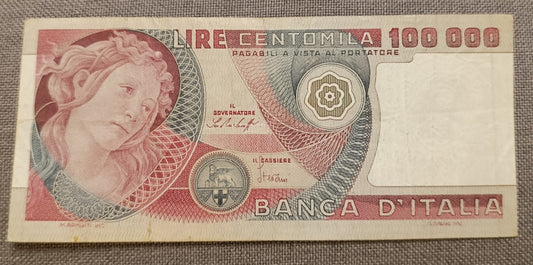 LIRE CENTOMILA 100 000
PAGABILI A VISTA AL PORTATORE
IL
GOVERNATORE
IL CASSIERE
BANCA D'ITALIA